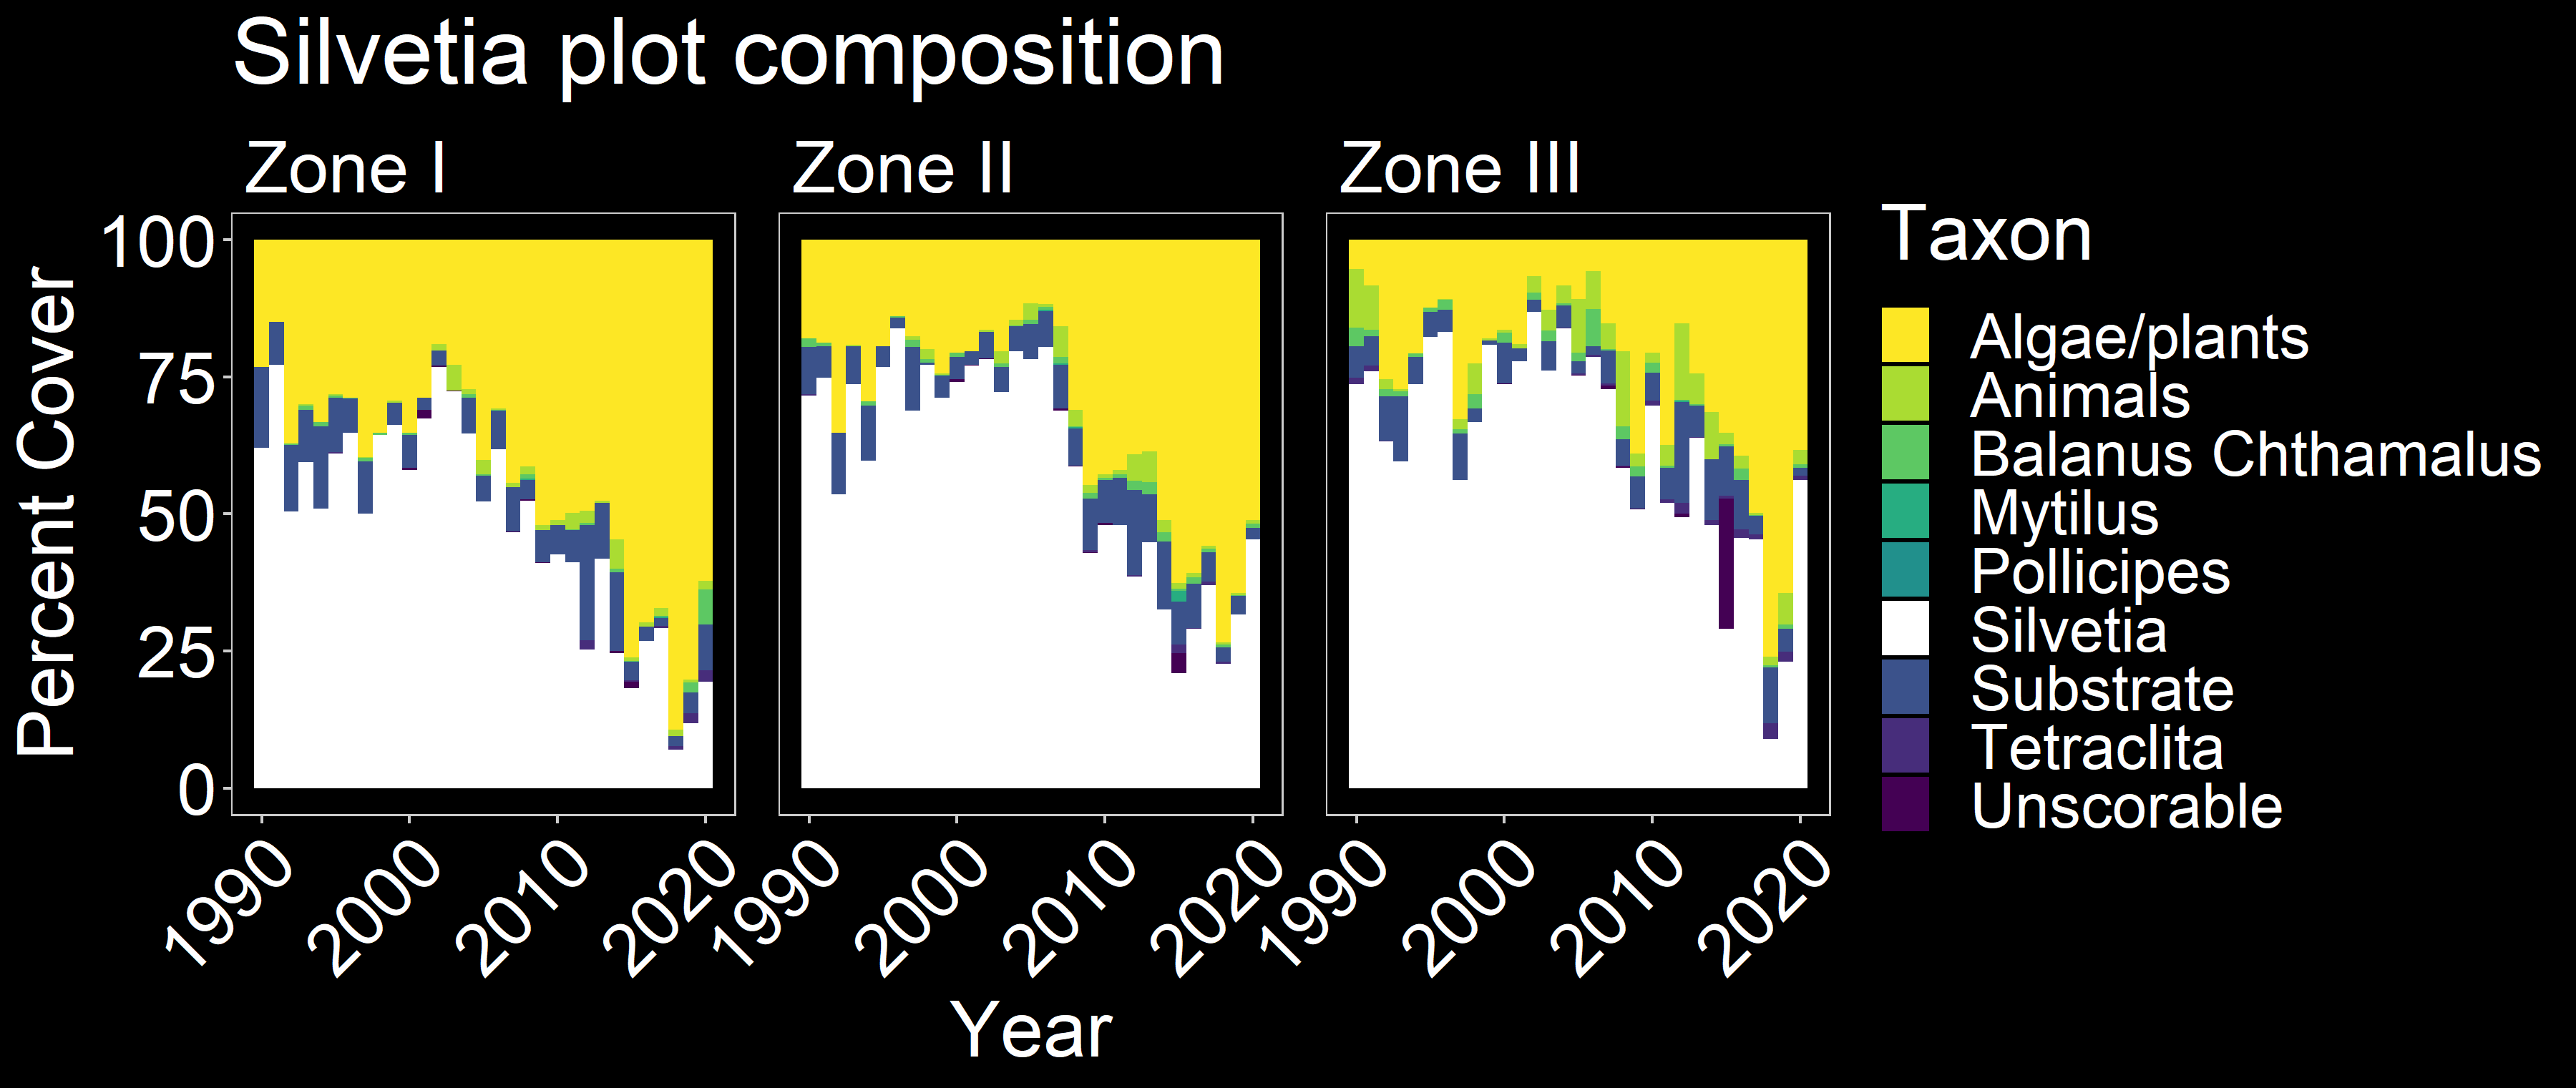 Silvetia plot composition
Zone I
Zone II
Zone III
Percent Cover
100
75
50
25
0
1990
2000
2010
2020
1990
2000
2010
2020
1990
2000
2010
2020
Year
Taxon
Algae/plants
Animals
Balanus Chthamalus
Mytilus
Pollicipes
Silvetia
Substrate
Tetraclita
Unscorable